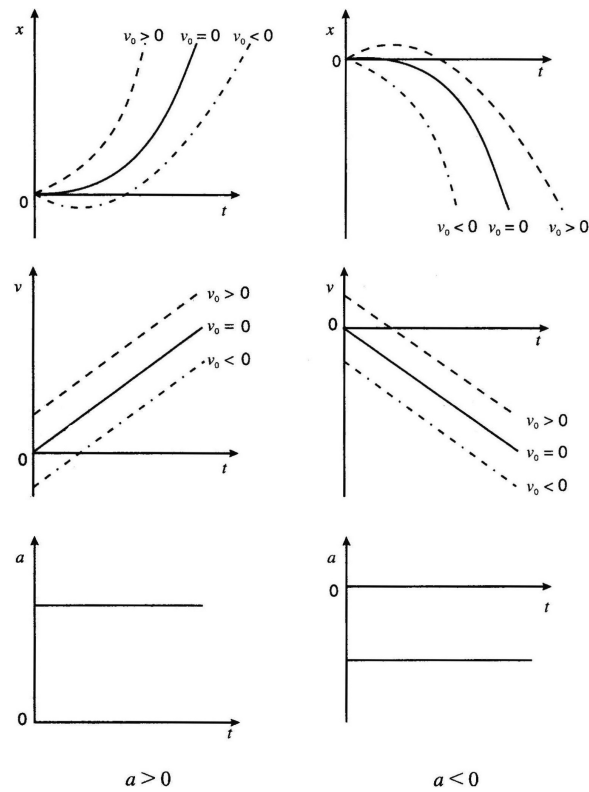 x
v₀ > 0 v₀ = 0 v₀ < 0
0
t
x
0
t
v₀ < 0 v₀ = 0 v₀ > 0
v
v₀ > 0
v₀ = 0
v₀ < 0
0
t
v
0
t
v₀ > 0
v₀ = 0
v₀ < 0
a
0
t
a
0
t
a > 0
a < 0